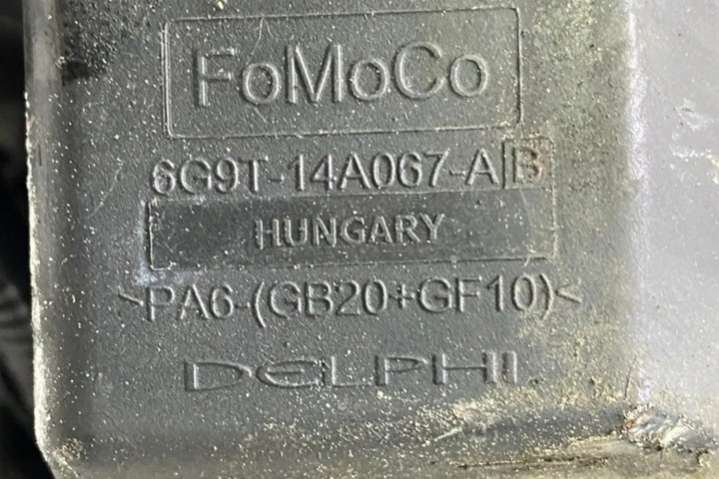 FoMoCo
6G9T-14A067-AB
HUNGARY
>PA6-(GB20+GF10)<
DELPHI